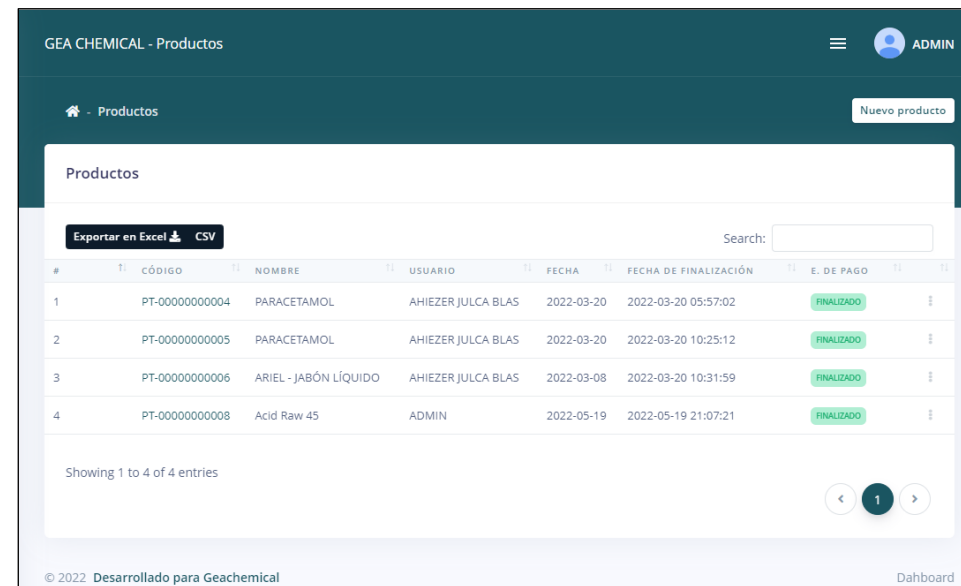 GEA CHEMICAL - Productos ADMIN
- Productos Nuevo producto
Productos
Exportar en Excel CSV Search:
# CÓDIGO NOMBRE USUARIO FECHA FECHA DE FINALIZACIÓN E. DE PAGO
1 PT-00000000004 PARACETAMOL AHIEZER JULCA BLAS 2022-03-20 2022-03-20 05:57:02 FINALIZADO
2 PT-00000000005 PARACETAMOL AHIEZER JULCA BLAS 2022-03-20 2022-03-20 10:25:12 FINALIZADO
3 PT-00000000006 ARIEL - JABÓN LÍQUIDO AHIEZER JULCA BLAS 2022-03-08 2022-03-20 10:31:59 FINALIZADO
4 PT-00000000008 Acid Raw 45 ADMIN 2022-05-19 2022-05-19 21:07:21 FINALIZADO
Showing 1 to 4 of 4 entries
1
© 2022 Desarrollado para Geachemical Dahboard